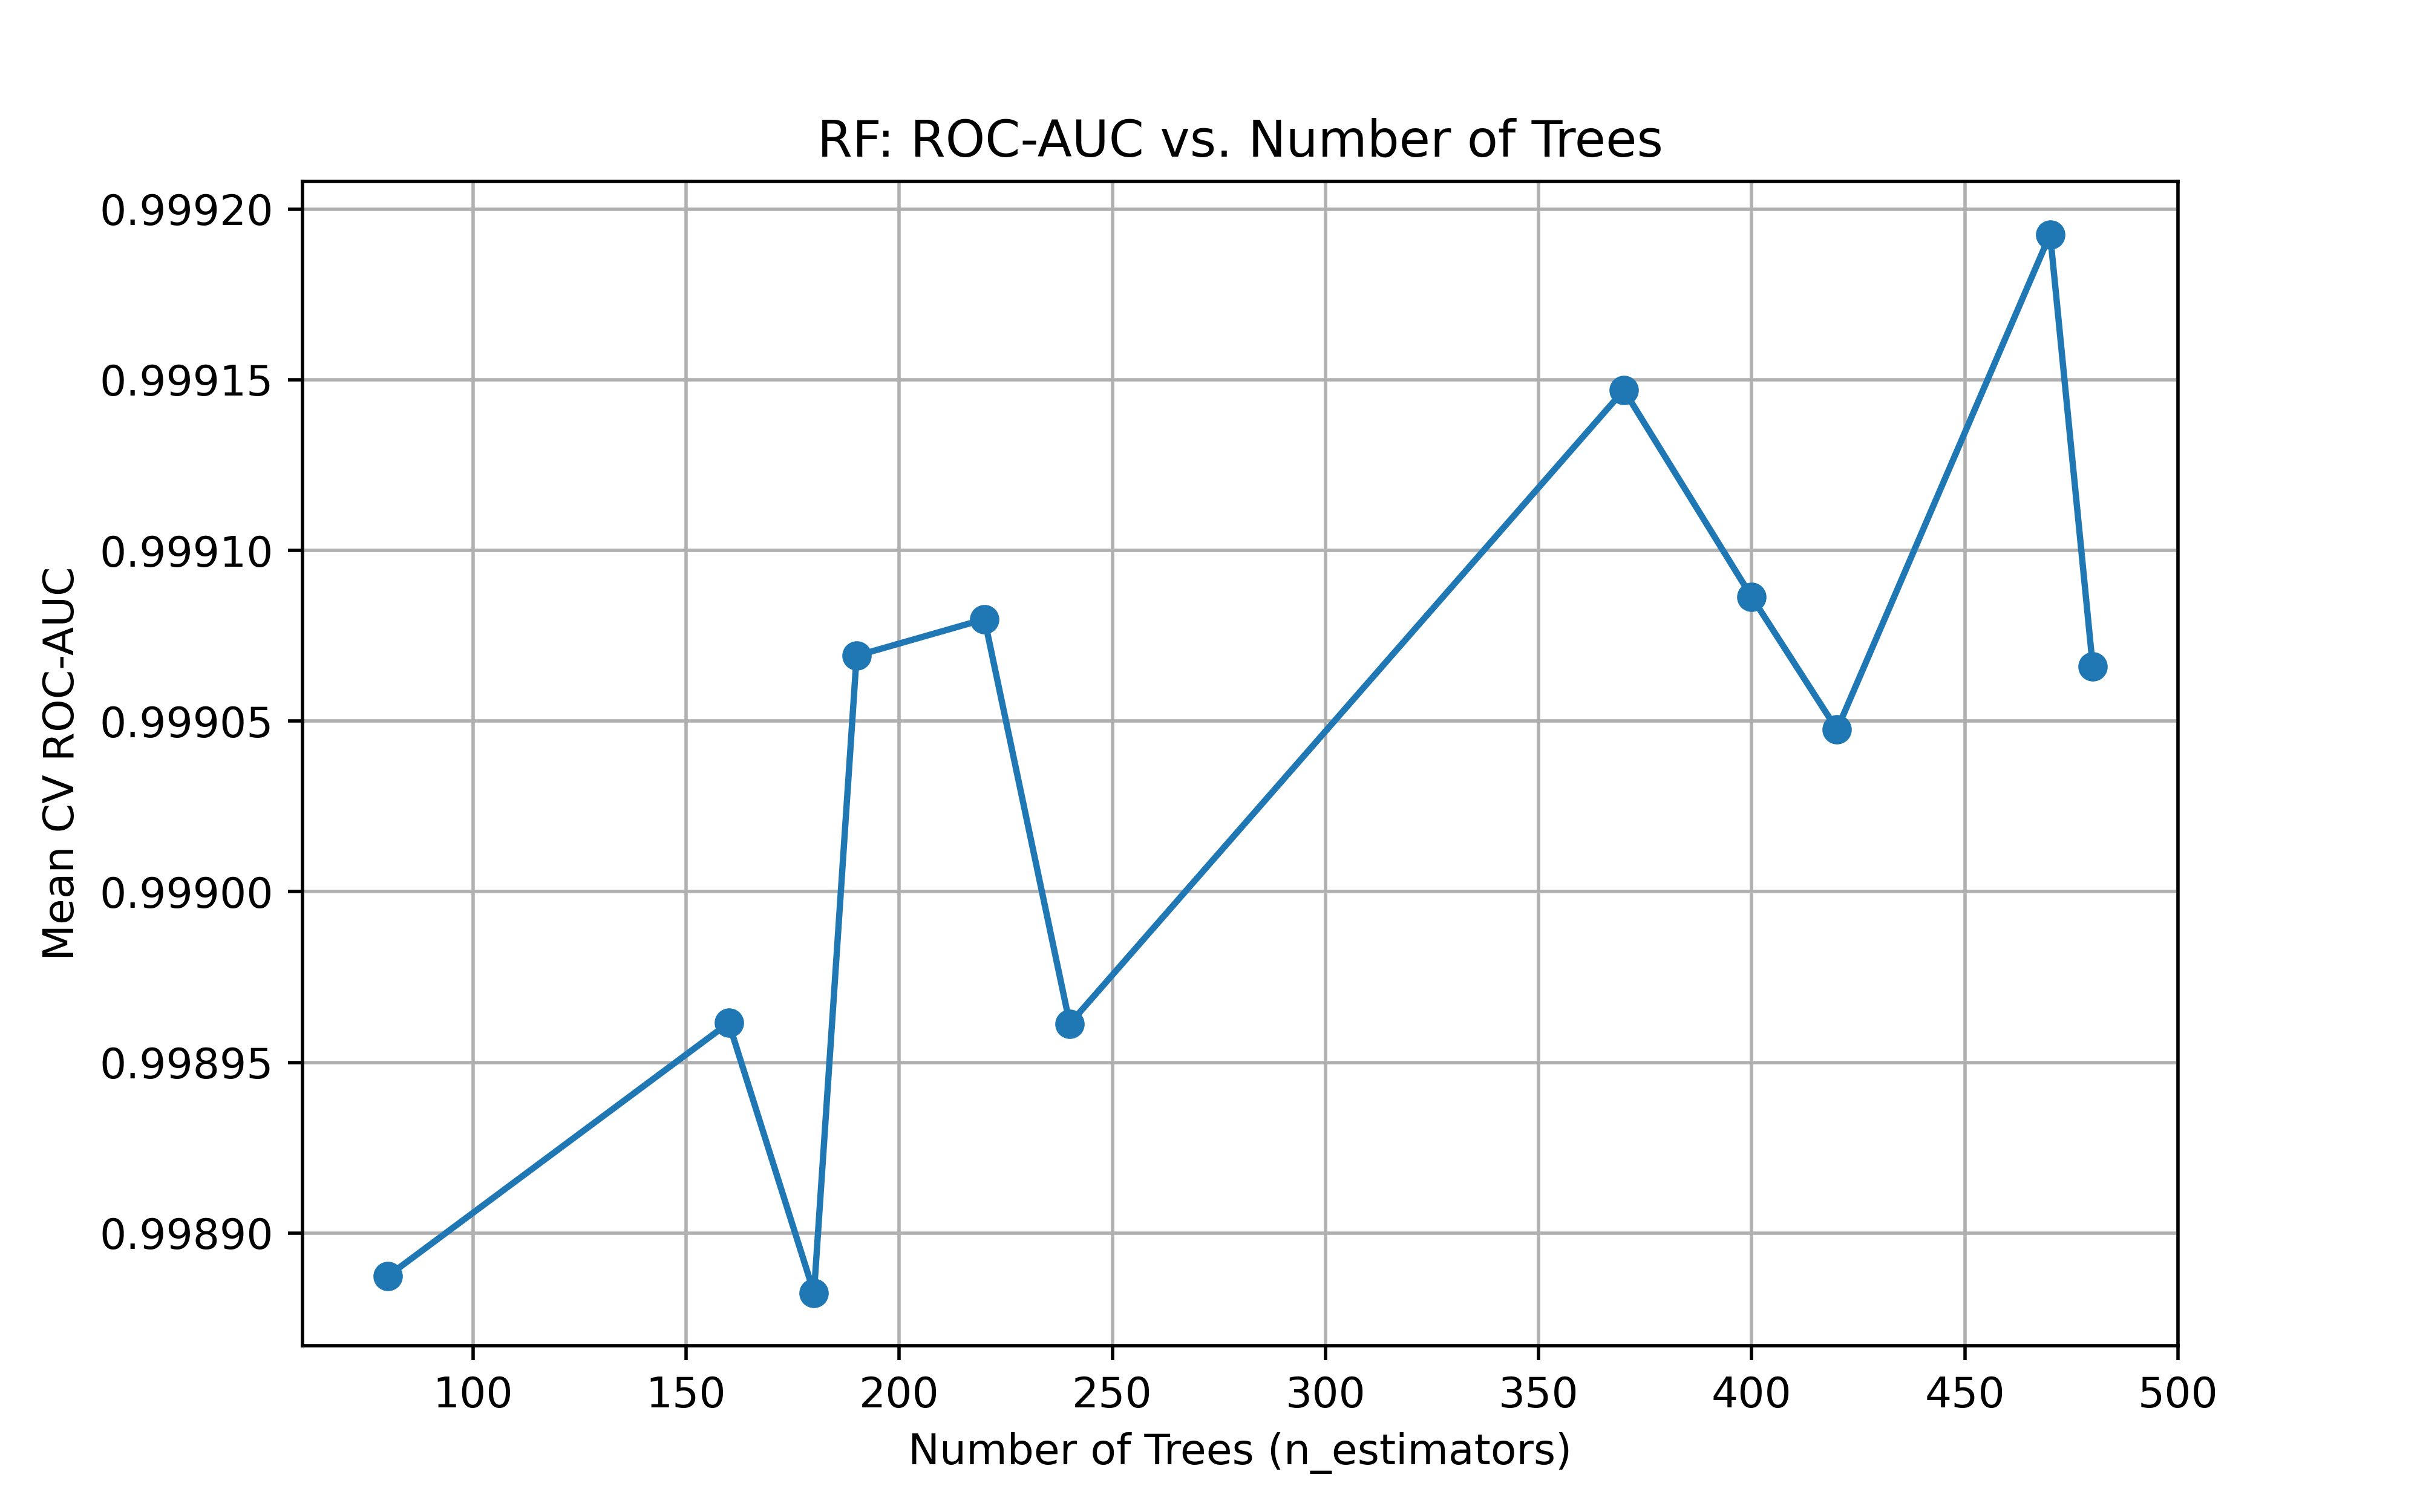 RF: ROC-AUC vs. Number of Trees
0.99920
0.99915
0.99910
0.99905
0.99900
0.99895
0.99890
Mean CV ROC-AUC
100 150 200 250 300 350 400 450 500
Number of Trees (n_estimators)